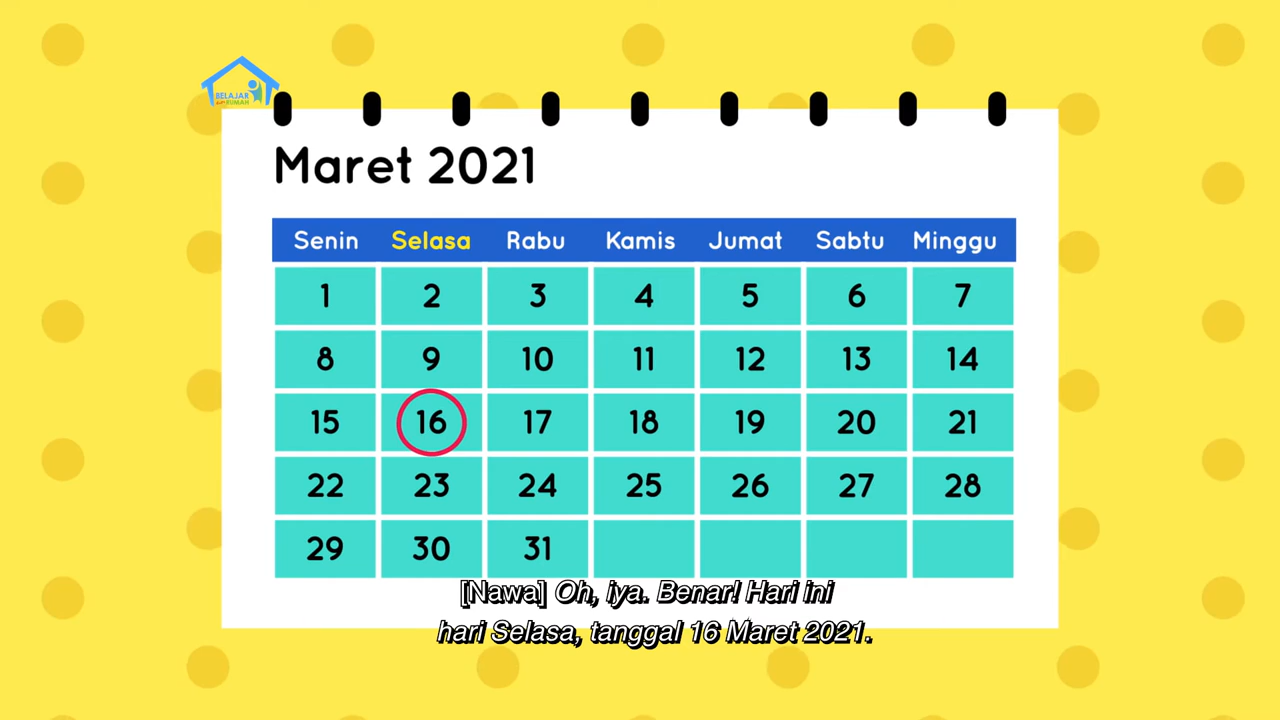 BELAJAR
dari RUMAH
Maret 2021
Senin Selasa Rabu Kamis Jumat Sabtu Minggu
1 2 3 4 5 6 7
8 9 10 11 12 13 14
15 16 17 18 19 20 21
22 23 24 25 26 27 28
29 30 31
[Nawa] Oh, iya. Benar! Hari ini
hari Selasa, tanggal 16 Maret 2021.